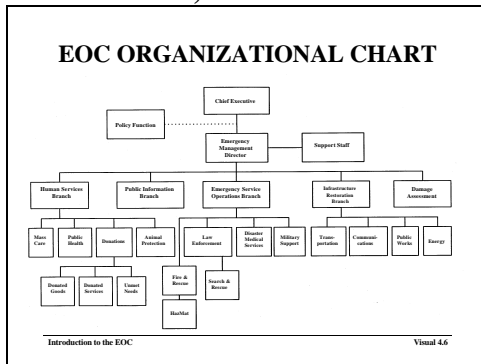 EOC ORGANIZATIONAL CHART
Chief Executive
Policy Function
Emergency
Management
Director
Support Staff
Human Services
Branch
Public Information
Branch
Emergency Service
Operations Branch
Infrastructure
Restoration
Branch
Damage
Assessment
Mass
Care
Public
Health
Donations
Animal
Protection
Law
Enforcement
Disaster
Medical
Services
Military
Support
Trans-
portation
Communi-
cations
Public
Works
Energy
Donated
Goods
Donated
Services
Unmet
Needs
Fire &
Rescue
Search &
Rescue
HazMat
Introduction to the EOC
Visual 4.6